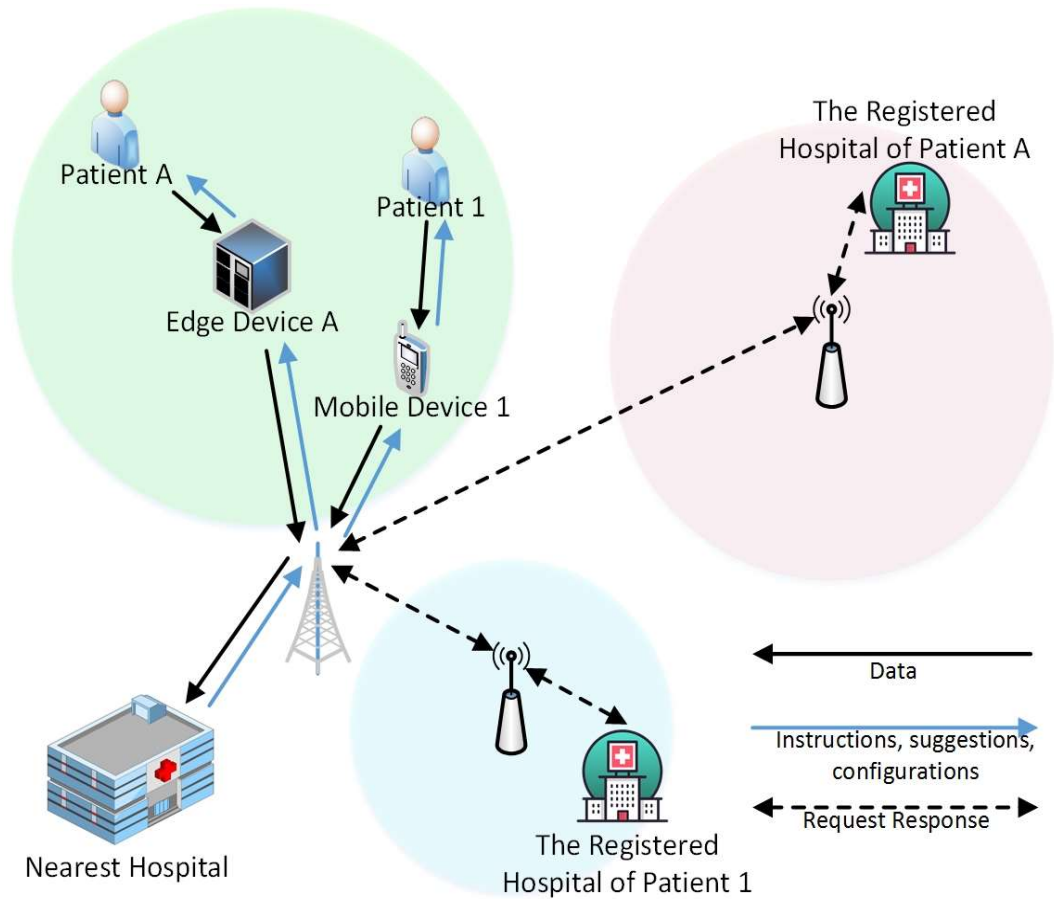 Patient A
Patient 1
Edge Device A
Mobile Device 1
The Registered
Hospital of Patient A
Nearest Hospital
The Registered
Hospital of Patient 1
Data
Instructions, suggestions,
configurations
Request Response